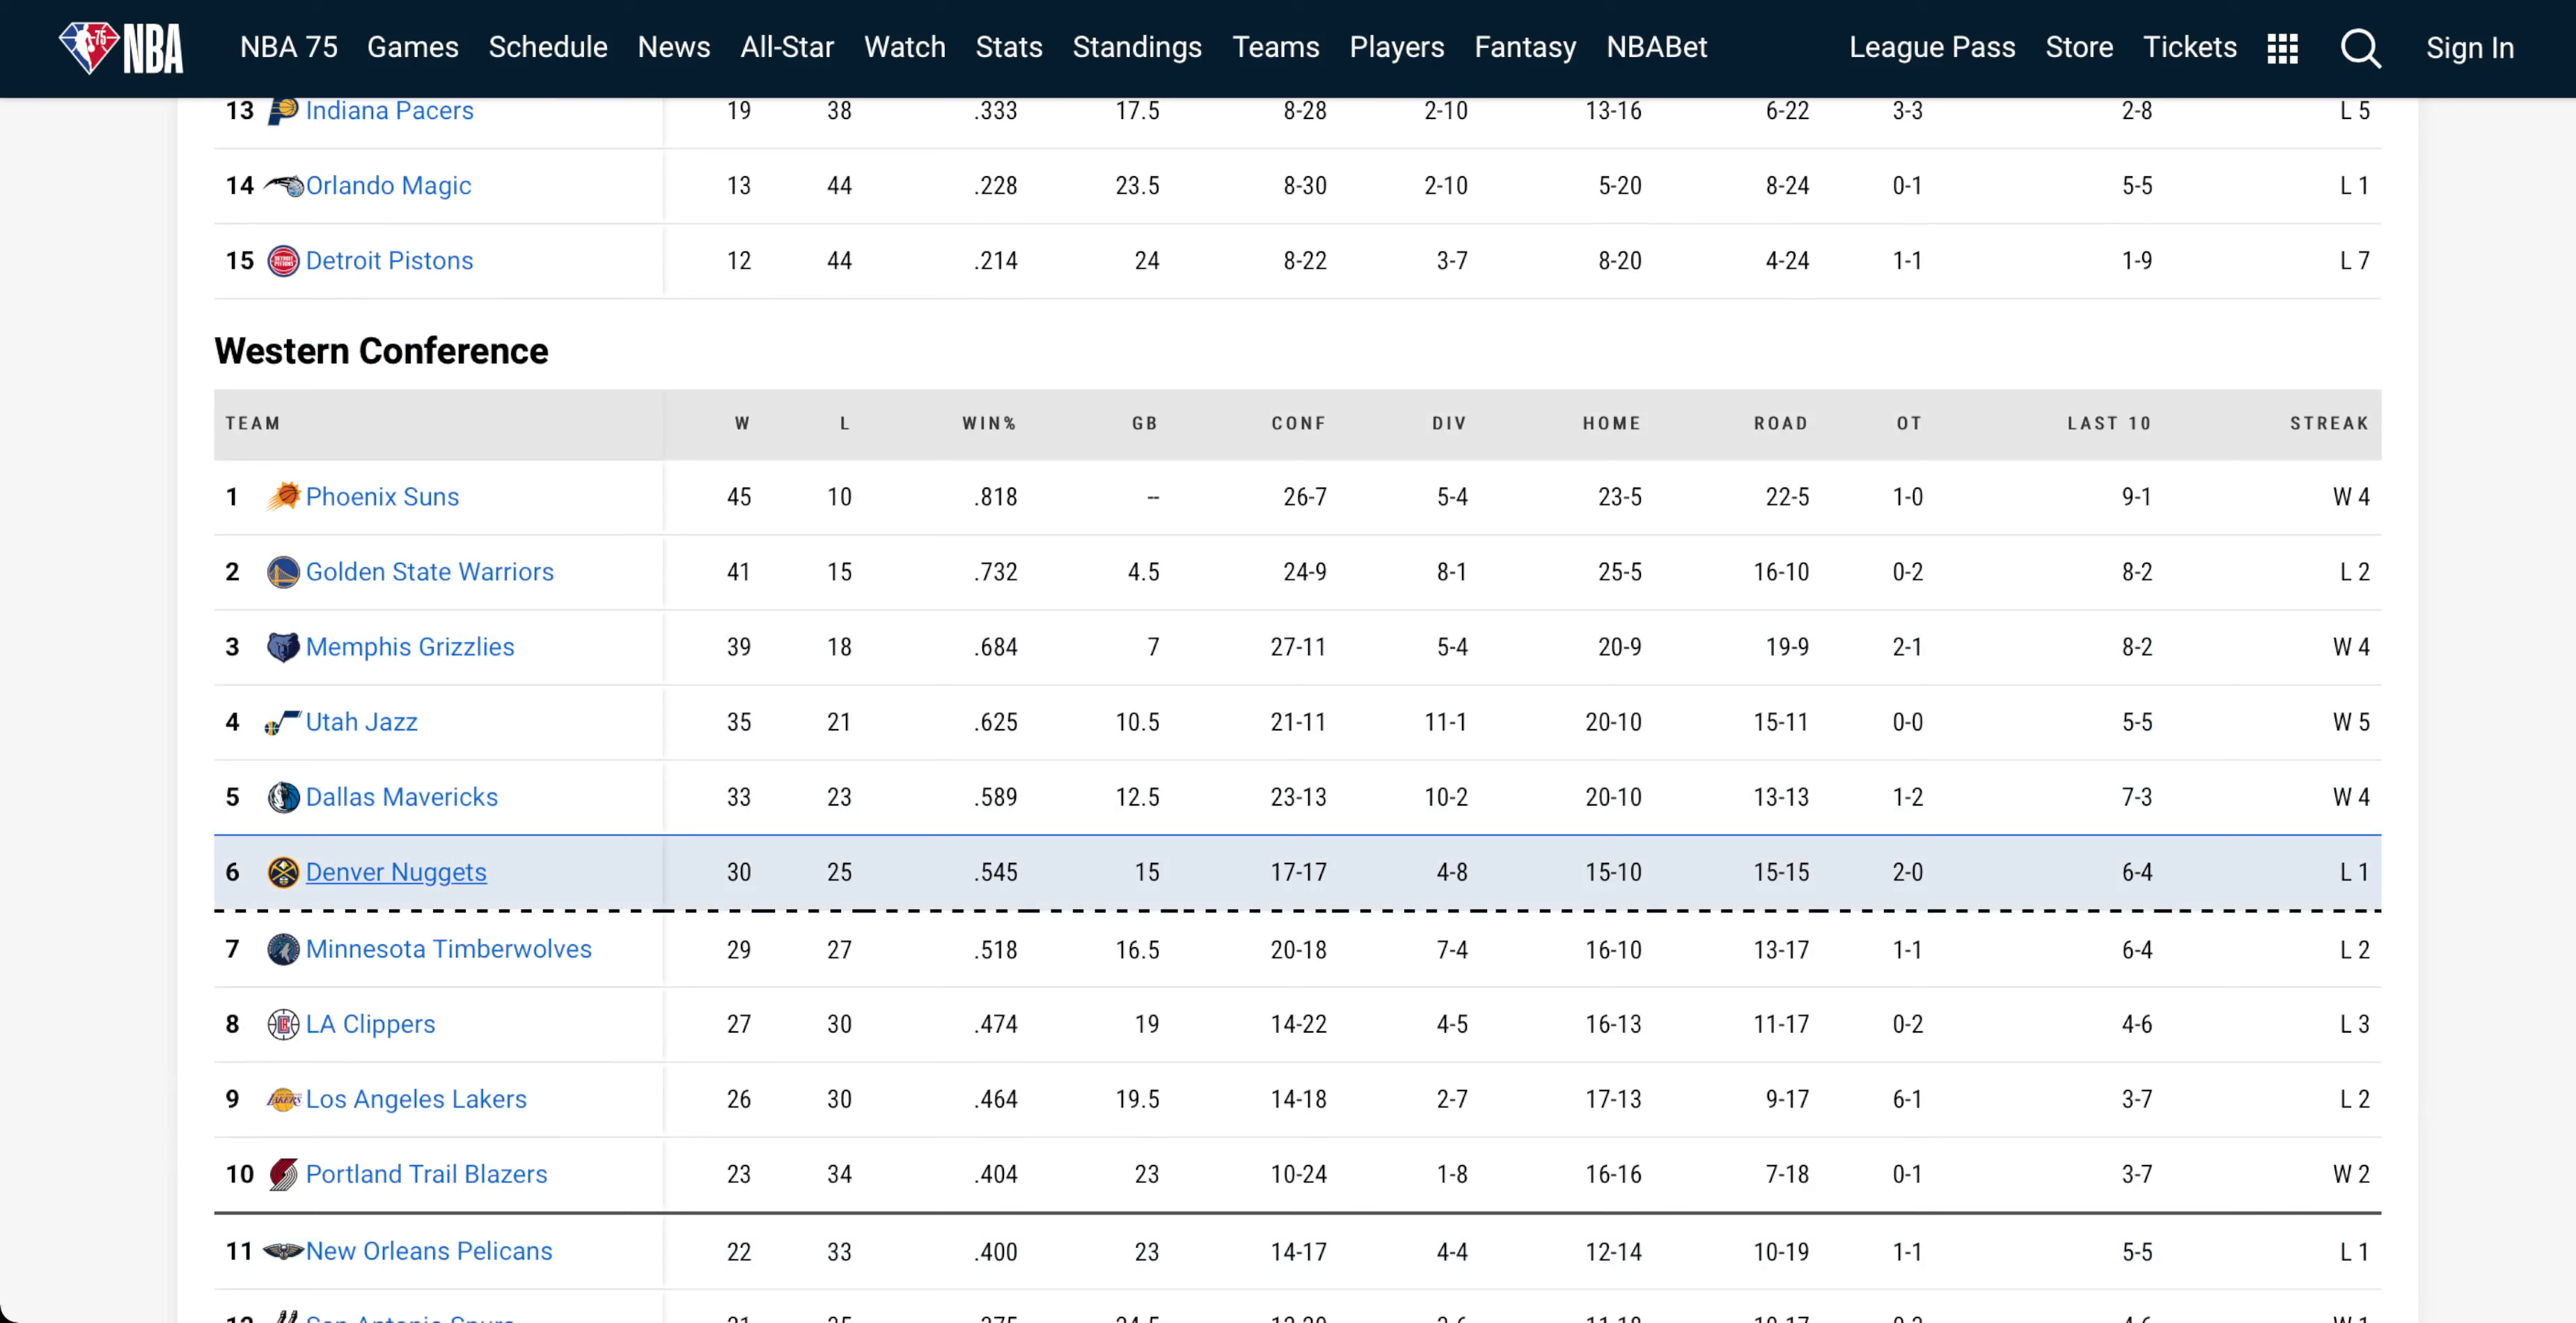 75 NBA NBA 75 Games Schedule News All-Star Watch Stats Standings Teams Players Fantasy NBABet League Pass Store Tickets Sign In
13 Indiana Pacers 19 38 .333 17.5 8-28 2-10 13-16 6-22 3-3 2-8 L 5
14 Orlando Magic 13 44 .228 23.5 8-30 2-10 5-20 8-24 0-1 5-5 L 1
15 Detroit Pistons 12 44 .214 24 8-22 3-7 8-20 4-24 1-1 1-9 L 7
Western Conference
TEAM W L WIN% GB CONF DIV HOME ROAD OT LAST 10 STREAK
1 Phoenix Suns 45 10 .818 -- 26-7 5-4 23-5 22-5 1-0 9-1 W 4
2 Golden State Warriors 41 15 .732 4.5 24-9 8-1 25-5 16-10 0-2 8-2 L 2
3 Memphis Grizzlies 39 18 .684 7 27-11 5-4 20-9 19-9 2-1 8-2 W 4
4 Utah Jazz 35 21 .625 10.5 21-11 11-1 20-10 15-11 0-0 5-5 W 5
5 Dallas Mavericks 33 23 .589 12.5 23-13 10-2 20-10 13-13 1-2 7-3 W 4
6 Denver Nuggets 30 25 .545 15 17-17 4-8 15-10 15-15 2-0 6-4 L 1
7 Minnesota Timberwolves 29 27 .518 16.5 20-18 7-4 16-10 13-17 1-1 6-4 L 2
8 LA Clippers 27 30 .474 19 14-22 4-5 16-13 11-17 0-2 4-6 L 3
9 Los Angeles Lakers 26 30 .464 19.5 14-18 2-7 17-13 9-17 6-1 3-7 L 2
10 Portland Trail Blazers 23 34 .404 23 10-24 1-8 16-16 7-18 0-1 3-7 W 2
11 New Orleans Pelicans 22 33 .400 23 14-17 4-4 12-14 10-19 1-1 5-5 L 1
San Antonio Spurs